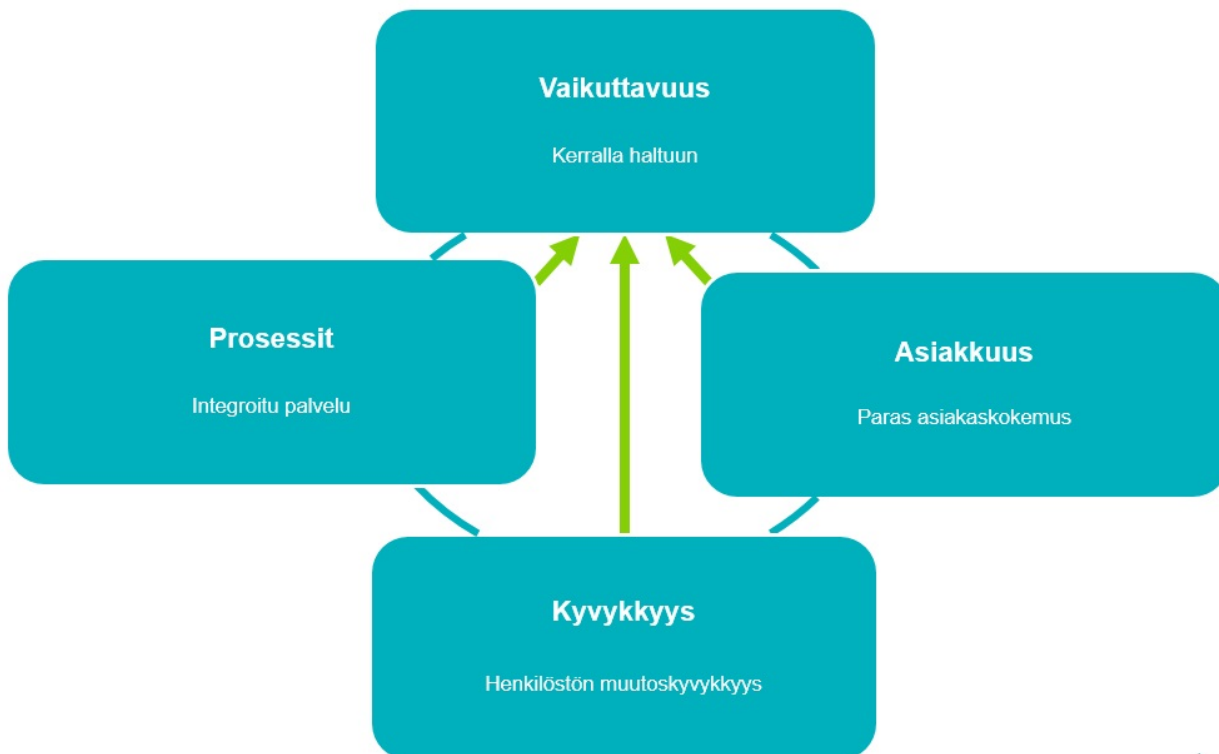 Vaikuttavuus
Kerralla haltuun
Prosessit
Integroitu palvelu
Asiakkuus
Paras asiakaskokemus
Kyvykkyys
Henkilöstön muutoskyvykkyys